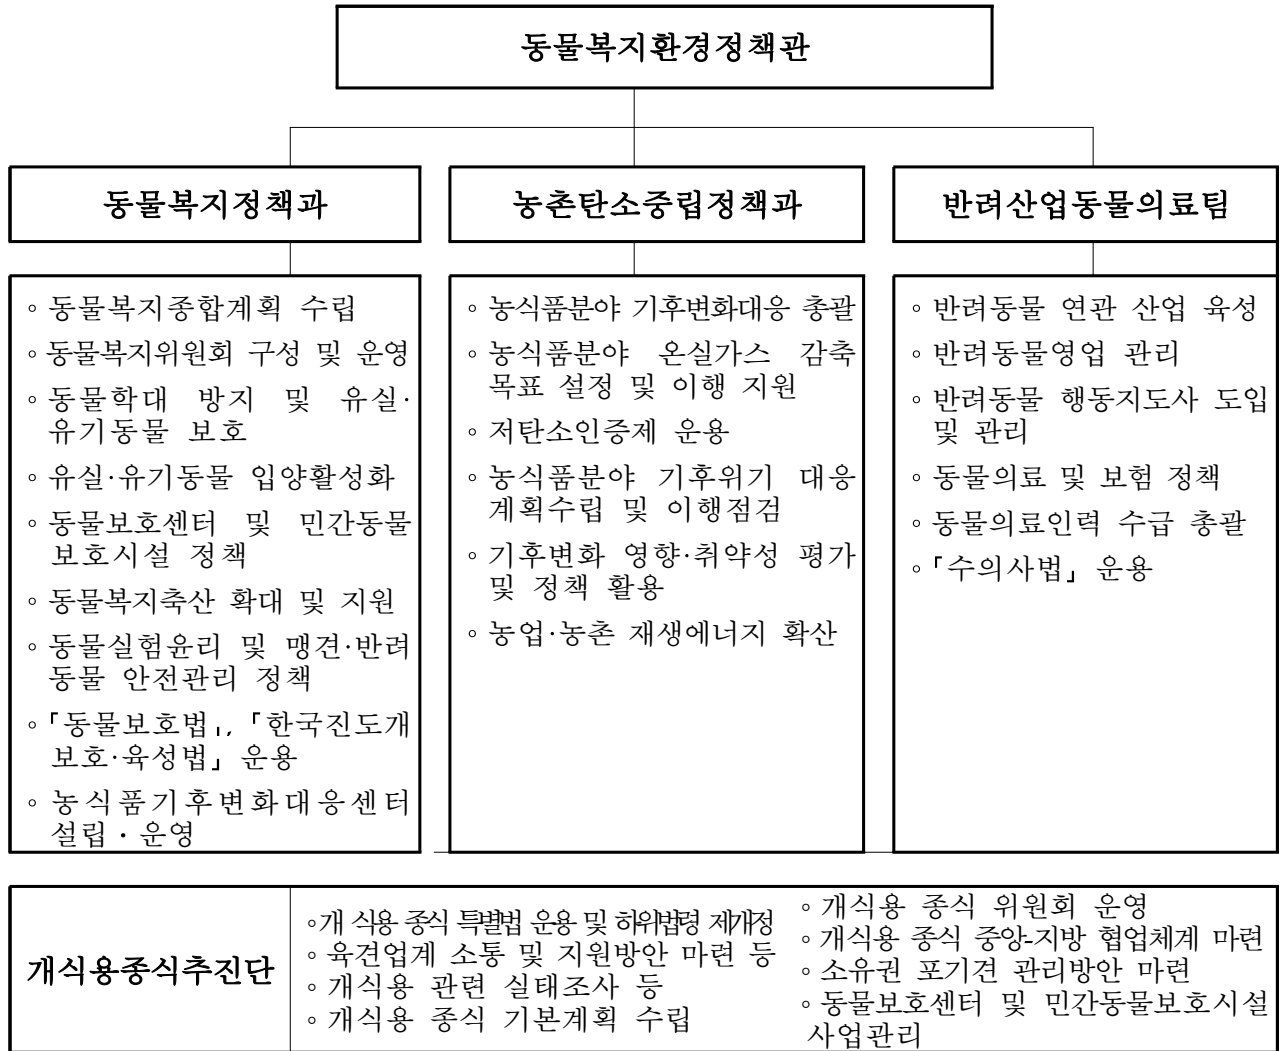 동물복지환경정책관
동물복지정책과
농촌탄소중립정책과
반려산업동물의료팀
◦ 동물복지종합계획 수립
◦ 동물복지위원회 구성 및 운영
◦ 동물학대 방지 및 유실·
유기동물 보호
◦ 유실·유기동물 입양활성화
◦ 동물보호센터 및 민간동물
보호시설 정책
◦ 동물복지축산 확대 및 지원
◦ 동물실험윤리 및 맹견·반려
동물 안전관리 정책
◦ 「동물보호법」, 「한국진도개
보호·육성법」 운용
◦ 농식품기후변화대응센터
설립·운영
◦ 농식품분야 기후변화대응 총괄
◦ 농식품분야 온실가스 감축
목표 설정 및 이행 지원
◦ 저탄소인증제 운용
◦ 농식품분야 기후위기 대응
계획수립 및 이행점검
◦ 기후변화 영향·취약성 평가
및 정책 활용
◦ 농업·농촌 재생에너지 확산
◦ 반려동물 연관 산업 육성
◦ 반려동물영업 관리
◦ 반려동물 행동지도사 도입
및 관리
◦ 동물의료 및 보험 정책
◦ 동물의료인력 수급 총괄
◦ 「수의사법」 운용
개식용종식추진단
◦개 식용 종식 특별법 운용 및 하위법령 제개정
◦ 육견업계 소통 및 지원방안 마련 등
◦ 개식용 관련 실태조사 등
◦ 개식용 종식 기본계획 수립
◦ 개식용 종식 위원회 운영
◦ 개식용 종식 중앙-지방 협업체계 마련
◦ 소유권 포기견 관리방안 마련
◦ 동물보호센터 및 민간동물보호시설
사업관리